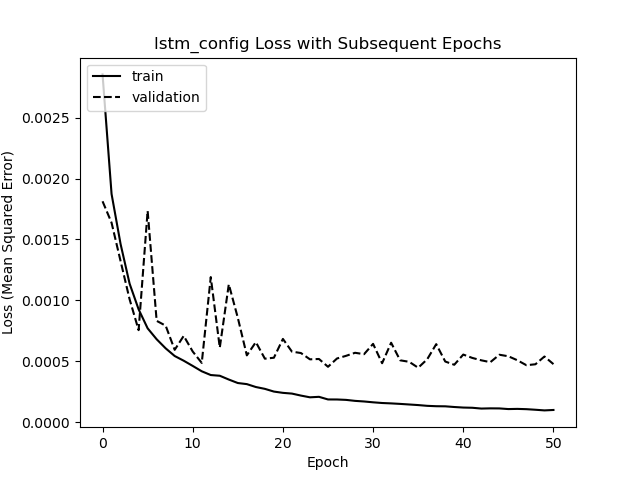 lstm_config Loss with Subsequent Epochs
train
validation
Loss (Mean Squared Error)
0.0025
0.0020
0.0015
0.0010
0.0005
0.0000
0 10 20 30 40 50
Epoch